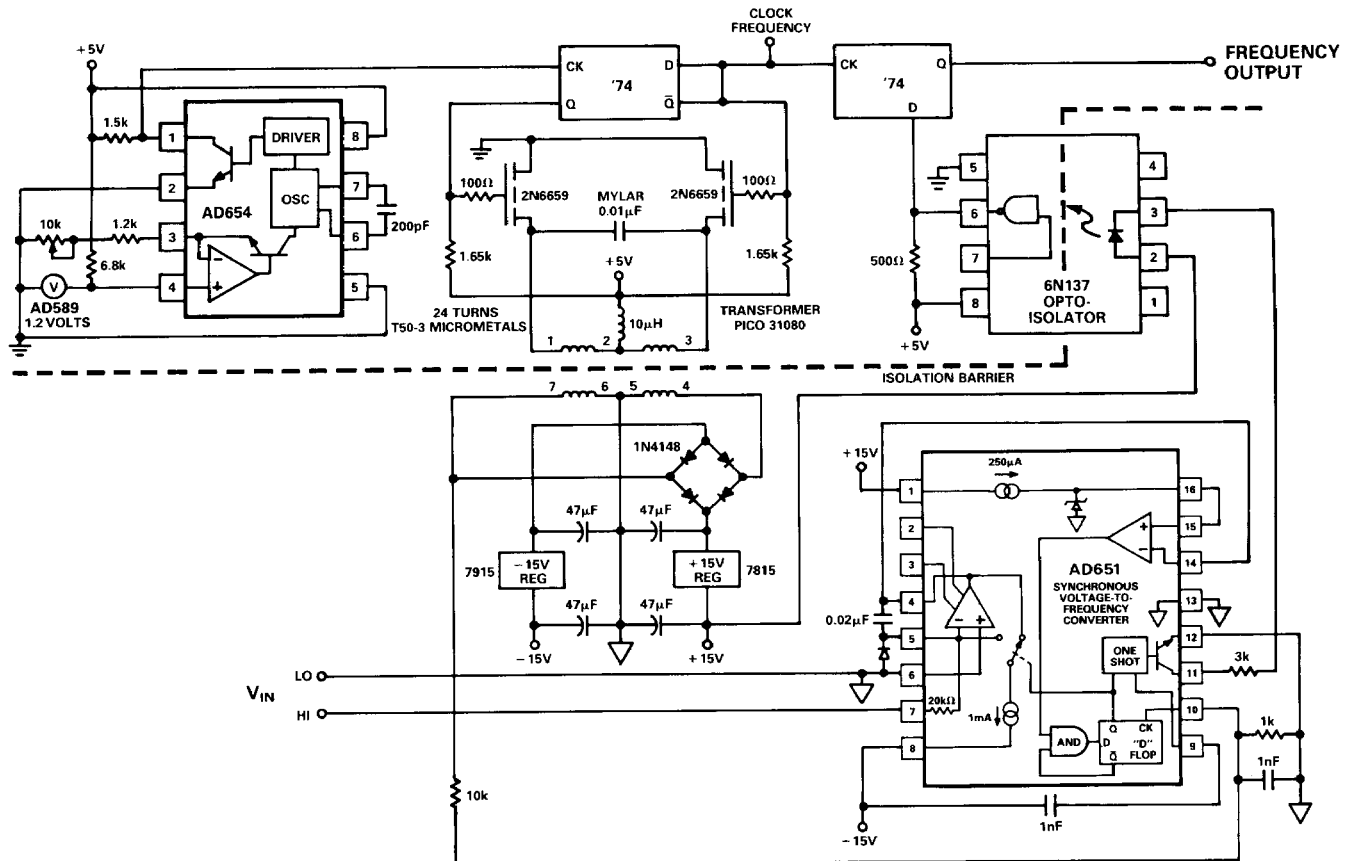 CLOCK
FREQUENCY
+5V
CK
D
Q
Q̅
'74
CK
Q
'74
D
FREQUENCY
OUTPUT
1.5k
1
2
3
4
8
7
6
5
DRIVER
OSC
AD654
200pF
10k
1.2k
6.8k
V
AD589
1.2 VOLTS
100Ω
2N6659
MYLAR
0.01μF
2N6659
100Ω
1.65k
1.65k
+5V
24 TURNS
T50-3 MICROMETALS
10μH
TRANSFORMER
PICO 31080
1
2
3
500Ω
+5V
5
6
7
8
4
3
2
1
6N137
OPTO-
ISOLATOR
ISOLATION BARRIER
7
6
5
4
1N4148
47μF
47μF
7915
-15V
REG
+15V
REG
7815
47μF
47μF
-15V
+15V
VIN
LO
HI
10k
+15V
250μA
1
2
3
4
5
6
7
8
16
15
14
13
12
11
10
9
AD651
SYNCHRONOUS
VOLTAGE-TO-
FREQUENCY
CONVERTER
0.02μF
20kΩ
1mA
ONE
SHOT
AND
Q
CK
D
"D"
FLOP
Q̅
3k
1k
1nF
1nF
-15V